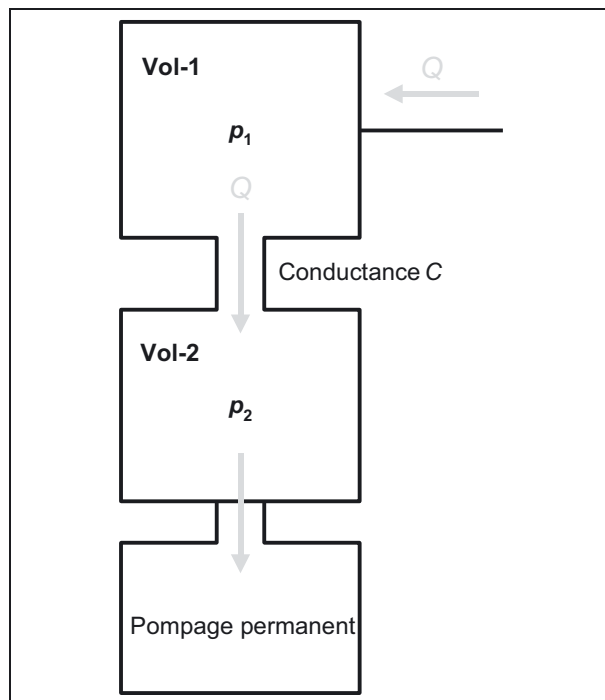 Vol-1
Q
p1
Q
Conductance C
Vol-2
p2
Pompage permanent